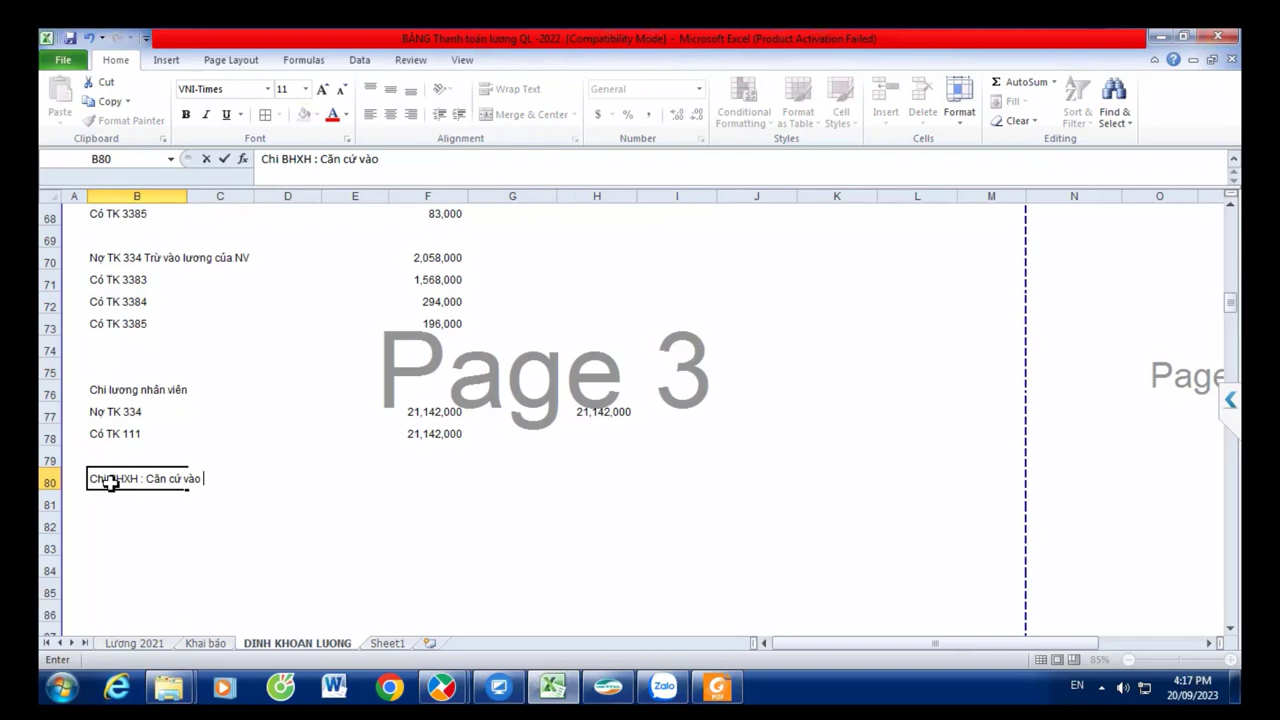 BẢNG Thanh toán lương QL -2022 [Compatibility Mode] - Microsoft Excel (Product Activation Failed)
File Home Insert Page Layout Formulas Data Review View
Paste
Cut
Copy
Format Painter
Clipboard
VNI-Times 11
B I U
Font
Wrap Text
Merge & Center
Alignment
General
$ % ,
Number
Conditional Formatting
Format as Table
Cell Styles
Styles
Insert Delete Format
Cells
AutoSum
Fill
Clear
Sort & Filter
Find & Select
Editing
B80 fx Chi BHXH : Căn cứ vào
A B C D E F G H I J K L M N O
68 Có TK 3385 83,000
69
70 Nợ TK 334 Trừ vào lương của NV 2,058,000
71 Có TK 3383 1,568,000
72 Có TK 3384 294,000
73 Có TK 3385 196,000
74
Page 3
75
Page
76 Chi lương nhân viên
77 Nợ TK 334 21,142,000 21,142,000
78 Có TK 111 21,142,000
79
80 Chi BHXH : Căn cứ vào
81
82
83
84
85
86
Lương 2021 Khai báo DINH KHOAN LUONG Sheet1
Enter 85%
Zalo PDF EN 4:17 PM
20/09/2023